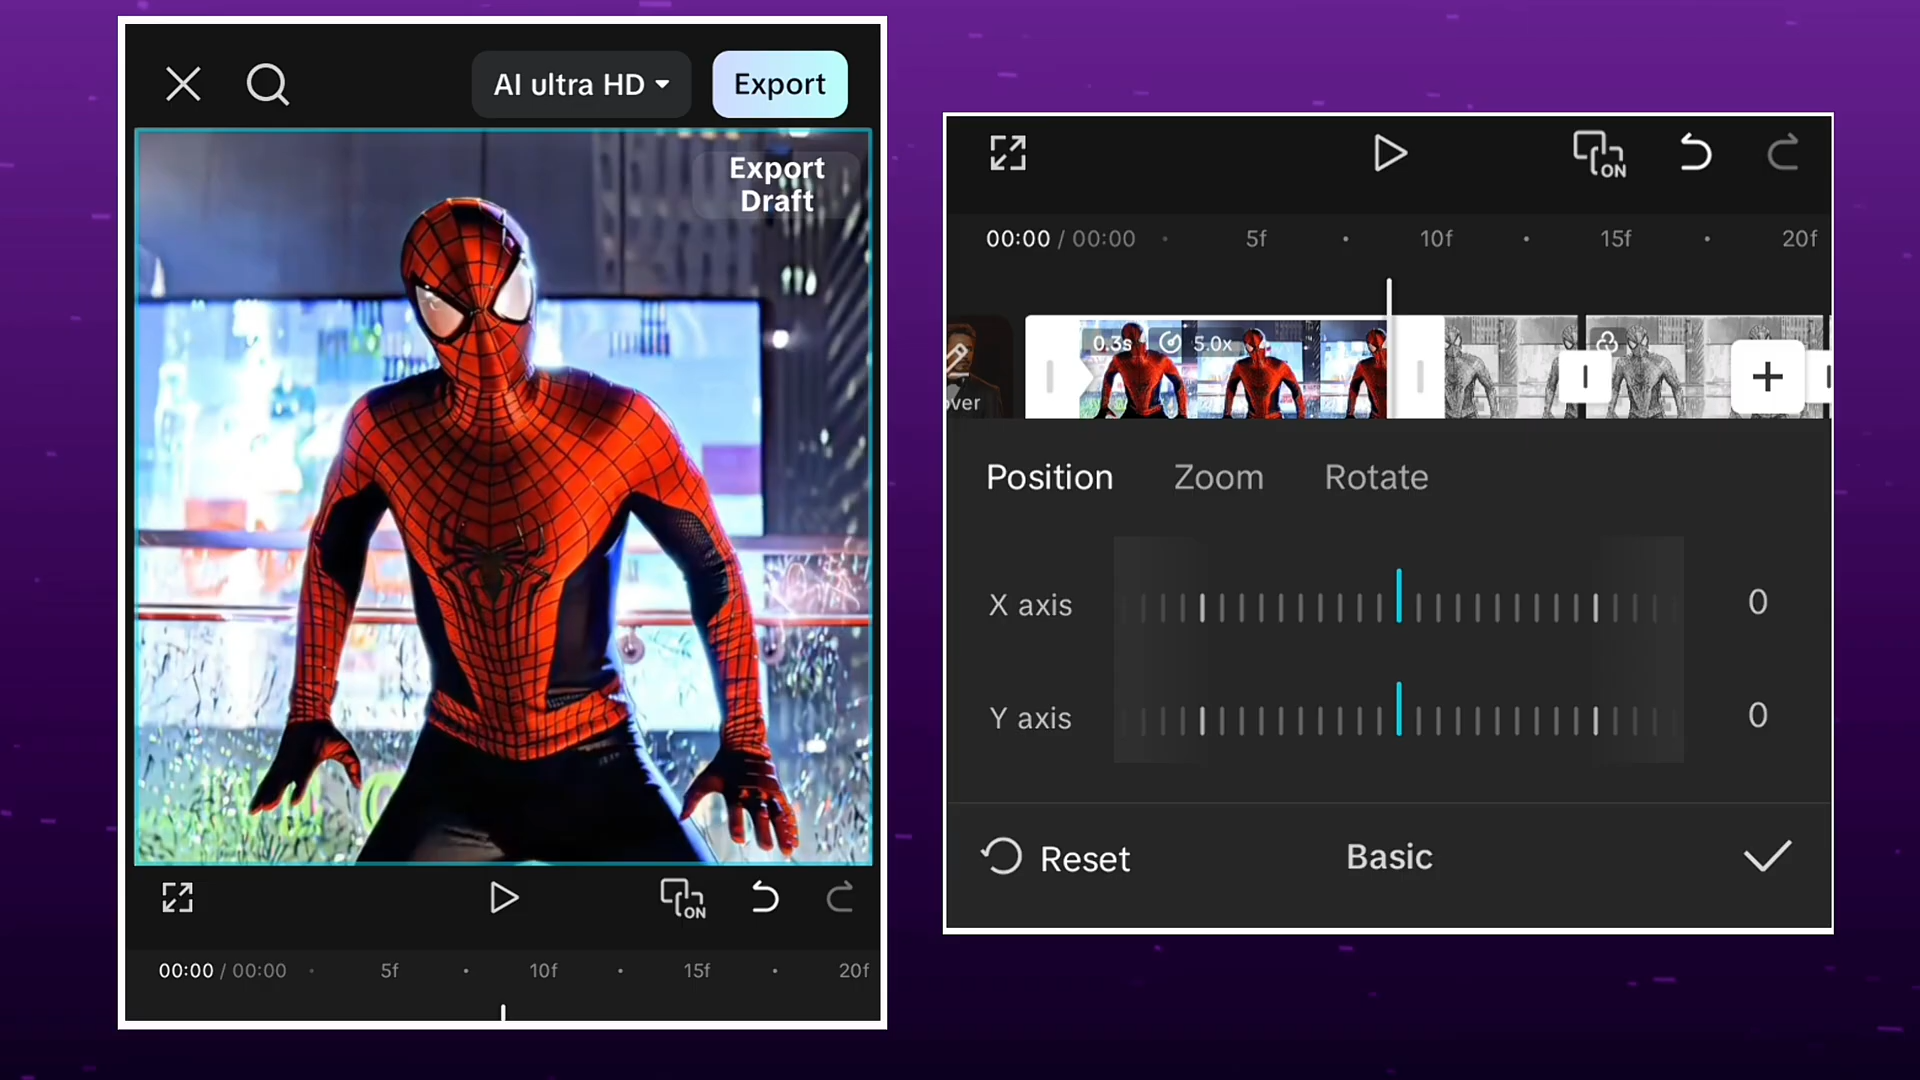 AI ultra HD
Export
Export
Draft
ON
00:00 / 00:00
5f
10f
15f
20f
ON
00:00 / 00:00
5f
10f
15f
20f
0.3s
5.0x
over
Position
Zoom
Rotate
X axis
0
Y axis
0
Reset
Basic